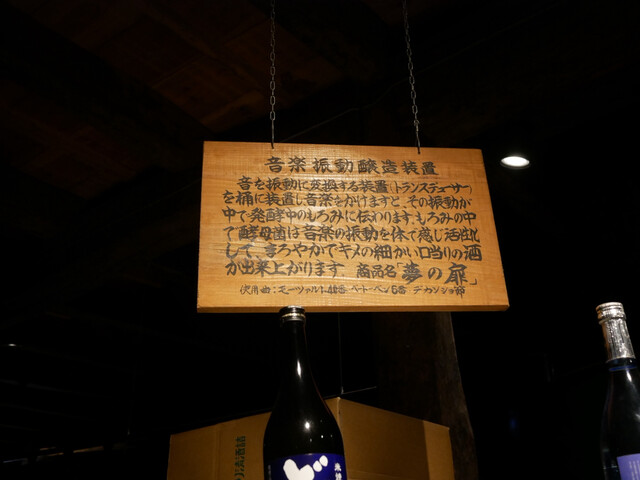 音楽振動醸造装置
音を振動に変換する装置(トランスデューサー)
を桶に装置し音楽をかけますと、その振動が
中で発酵中のもろみに伝わります。もろみの中
で酵母菌は音楽の振動を体で感じ活性化
して、まろやかでキメの細かい口当りの酒
が出来上がります。商品名「夢の扉」
使用曲:モーツァルト40番 ベートーベン6番 デカンショ節
ど